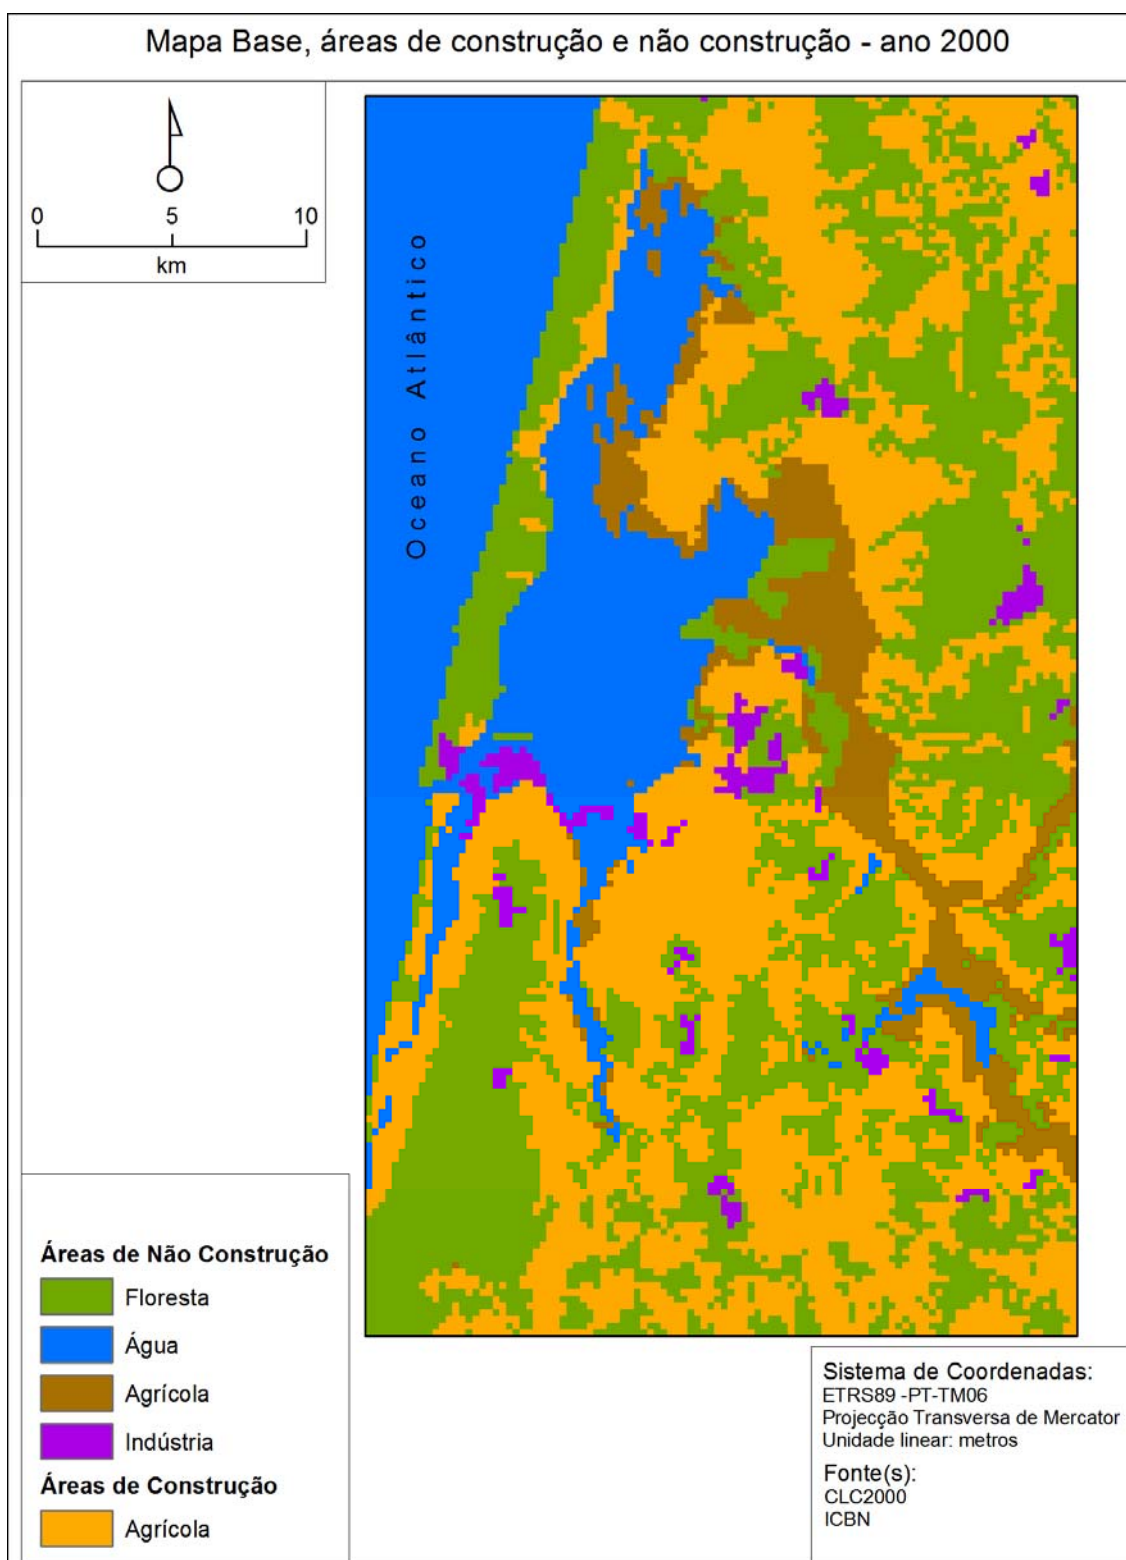 Mapa Base, áreas de construção e não construção - ano 2000
0 5 10
km
Oceano Atlântico
Áreas de Não Construção
Floresta
Água
Agrícola
Indústria
Áreas de Construção
Agrícola
Sistema de Coordenadas:
ETRS89 -PT-TM06
Projecção Transversa de Mercator
Unidade linear: metros
Fonte(s):
CLC2000
ICBN